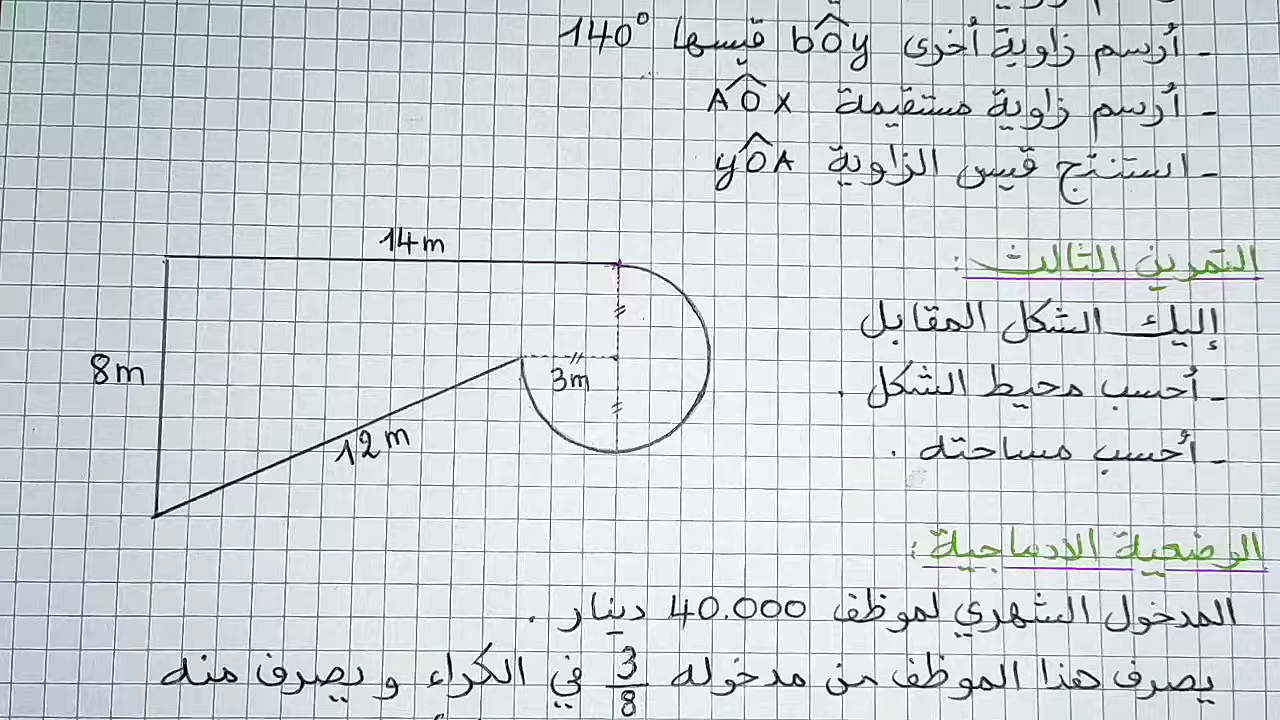 - أرسم زاوية أخرى bÔy قيسها 140°
- أرسم زاوية مستقيمة AÔx
- استنتج قيس الزاوية yÔA
التمرين الثالث:
إليك الشكل المقابل
- أحسب محيط الشكل.
- أحسب مساحته.
14m
8m
3m
12m
الوضعية الادماجية:
المدخول الشهري لموظف 40.000 دينار.
يصرف هذا الموظف من مدخوله 3/8 في الكراء و يصرف منه